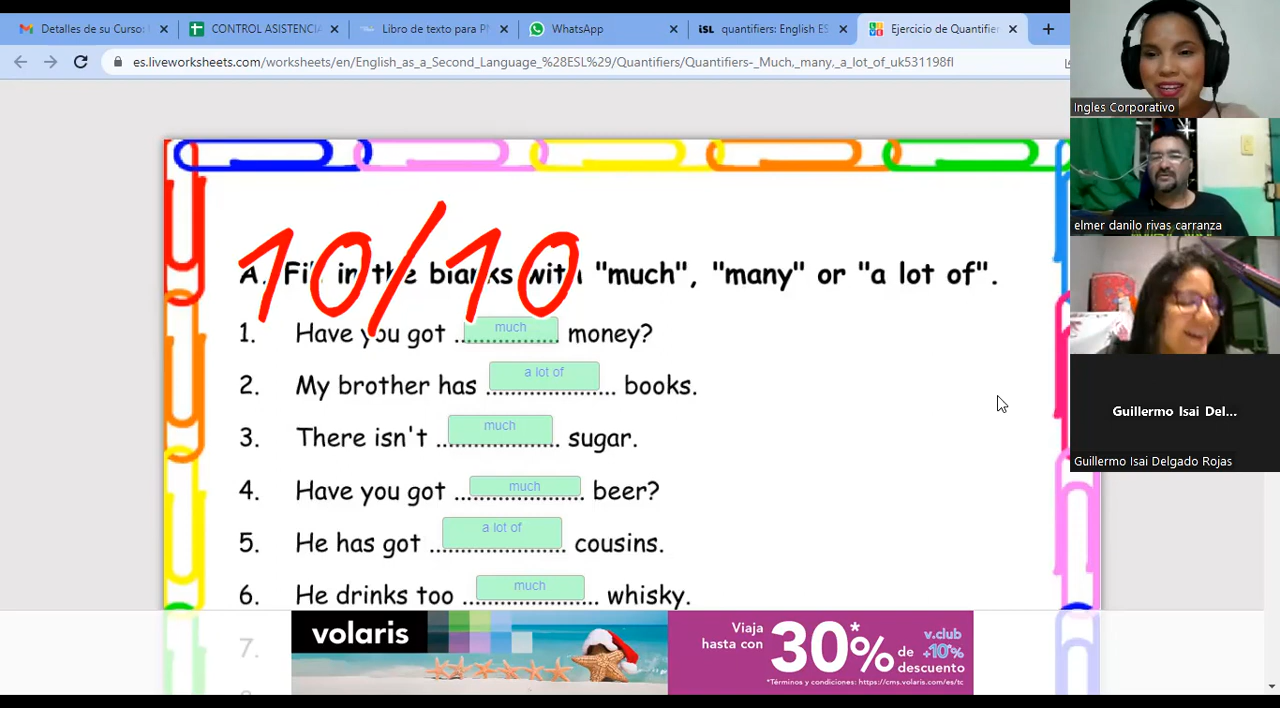 Detalles de su Curso:
CONTROL ASISTENCIA
Libro de texto para P
WhatsApp
iSL quantifiers: English ES
Ejercicio de Quantifier
es.liveworksheets.com/worksheets/en/English_as_a_Second_Language_%28ESL%29/Quantifiers/Quantifiers-_Much,_many,_a_lot_of_uk531198fl
10/10
A. Fill in the blanks with "much", "many" or "a lot of".
1. Have you got ..much.. money?
2. My brother has ..a lot of.. books.
3. There isn't ..much.. sugar.
4. Have you got ..much.. beer?
5. He has got ..a lot of.. cousins.
6. He drinks too ..much.. whisky.
7.
volaris
Viaja hasta con 30%* de descuento
v.club +10%
*Términos y condiciones: https://cms.volaris.com/es/tc
Ingles Corporativo
elmer danilo rivas carranza
Guillermo Isai Del...
Guillermo Isai Delgado Rojas